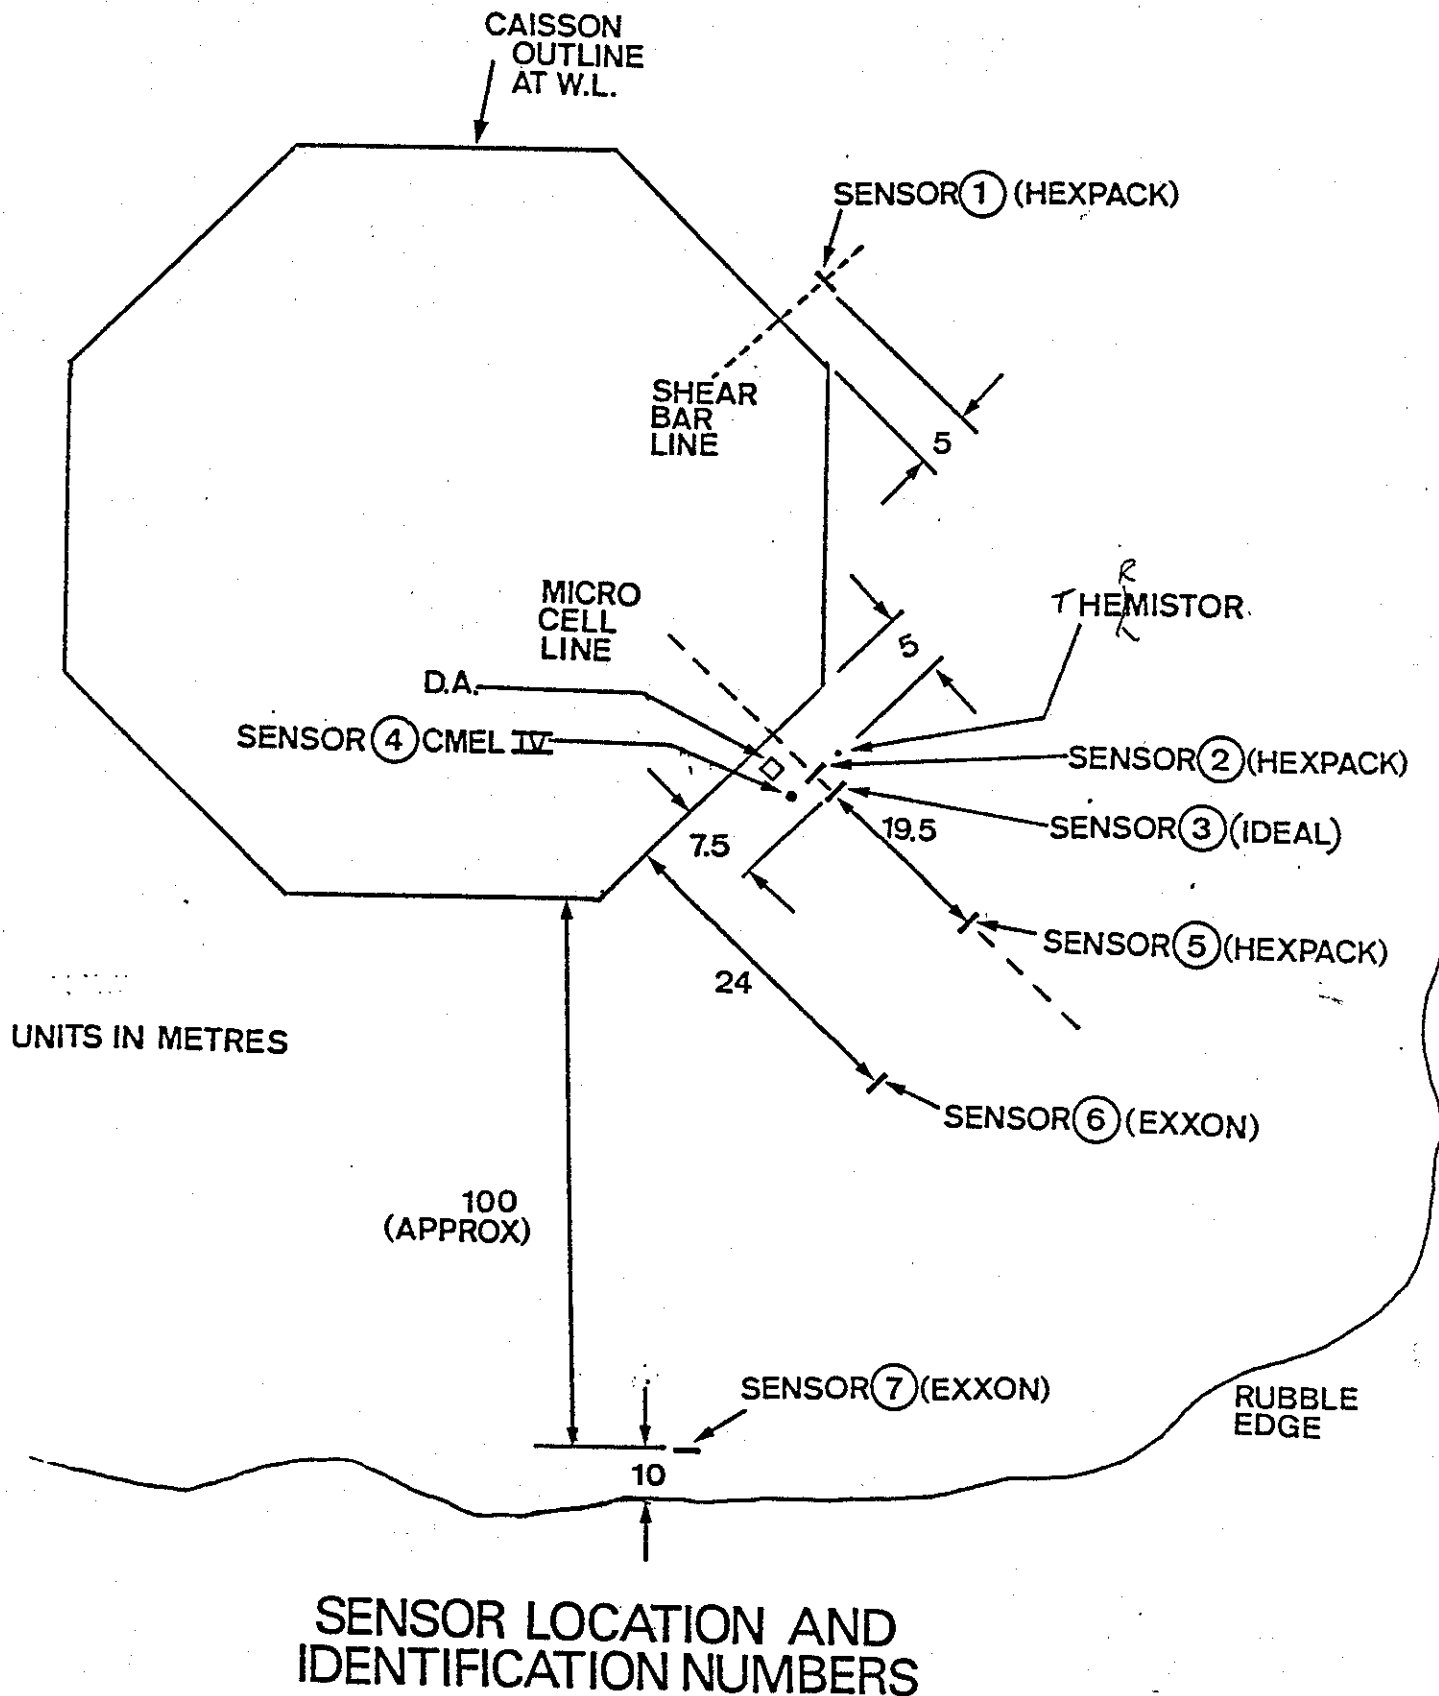 CAISSON
OUTLINE
AT W.L.
SENSOR 1 (HEXPACK)
SHEAR
BAR
LINE
5
MICRO
CELL
LINE
5
THERMISTOR
D.A.
SENSOR 4 CMEL IV
SENSOR 2 (HEXPACK)
SENSOR 3 (IDEAL)
19.5
7.5
SENSOR 5 (HEXPACK)
24
UNITS IN METRES
SENSOR 6 (EXXON)
100
(APPROX)
SENSOR 7 (EXXON)
RUBBLE
EDGE
10
SENSOR LOCATION AND
IDENTIFICATION NUMBERS